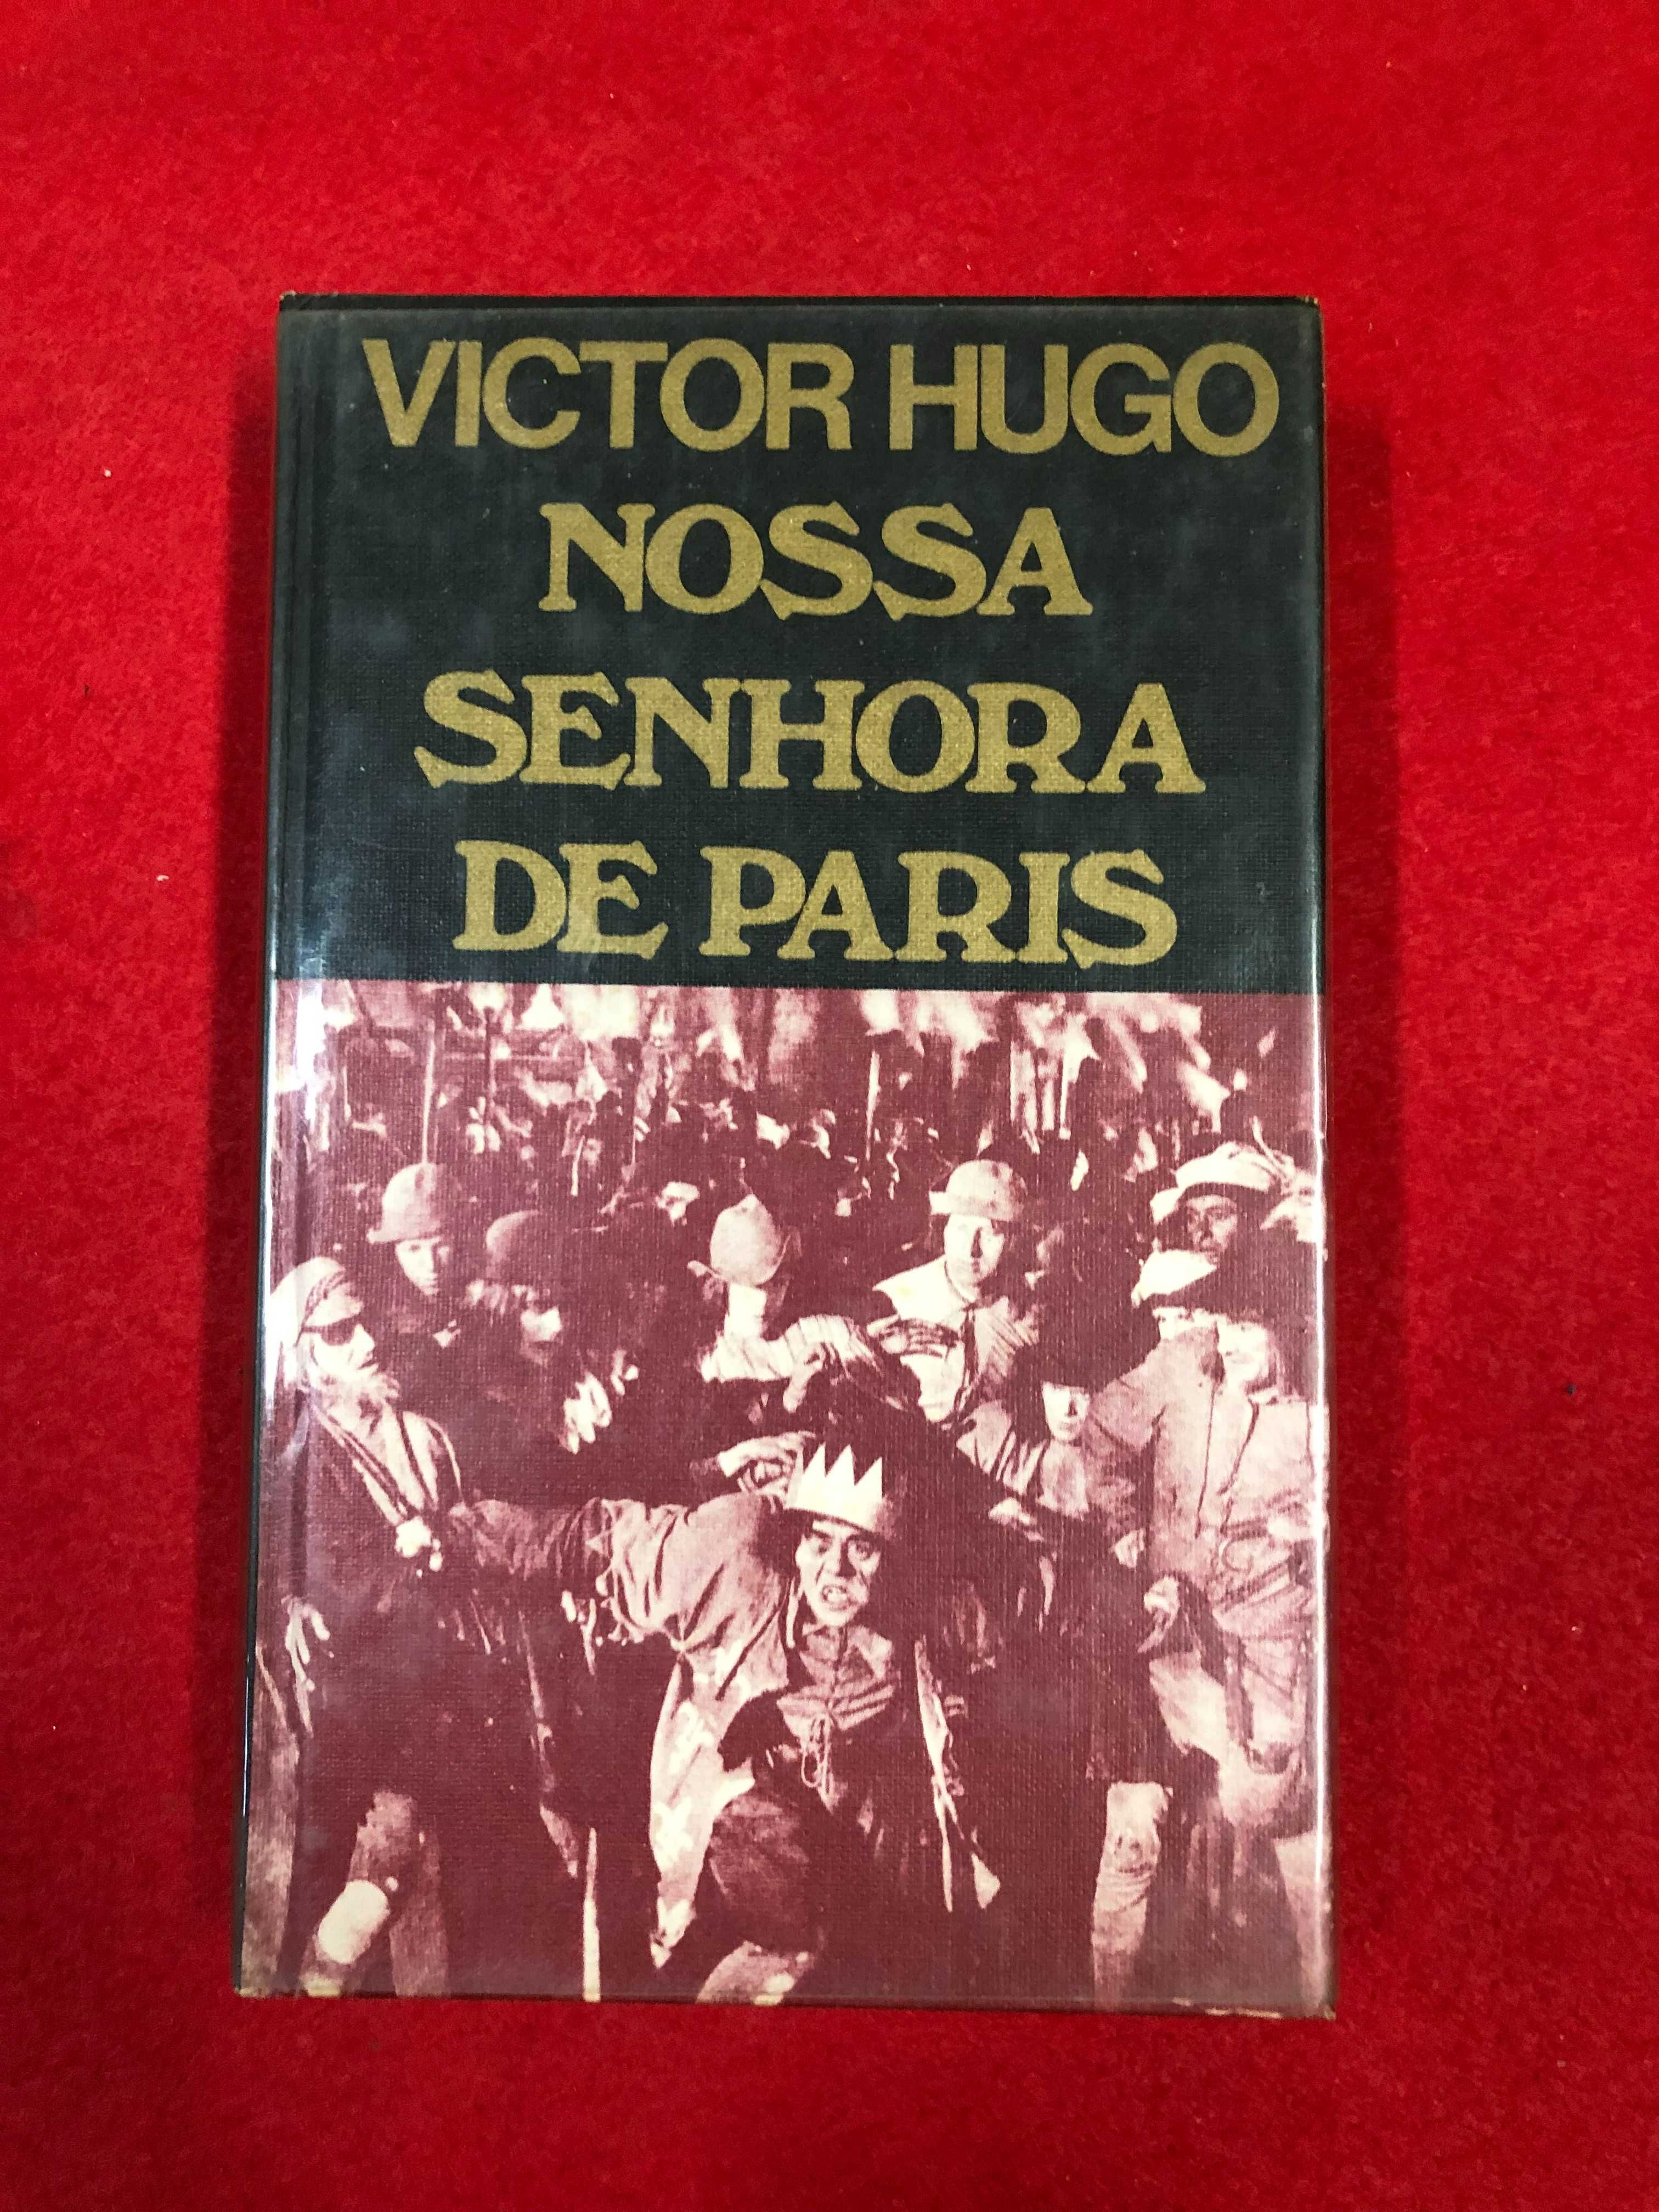 VICTOR HUGO
NOSSA
SENHORA
DE PARIS